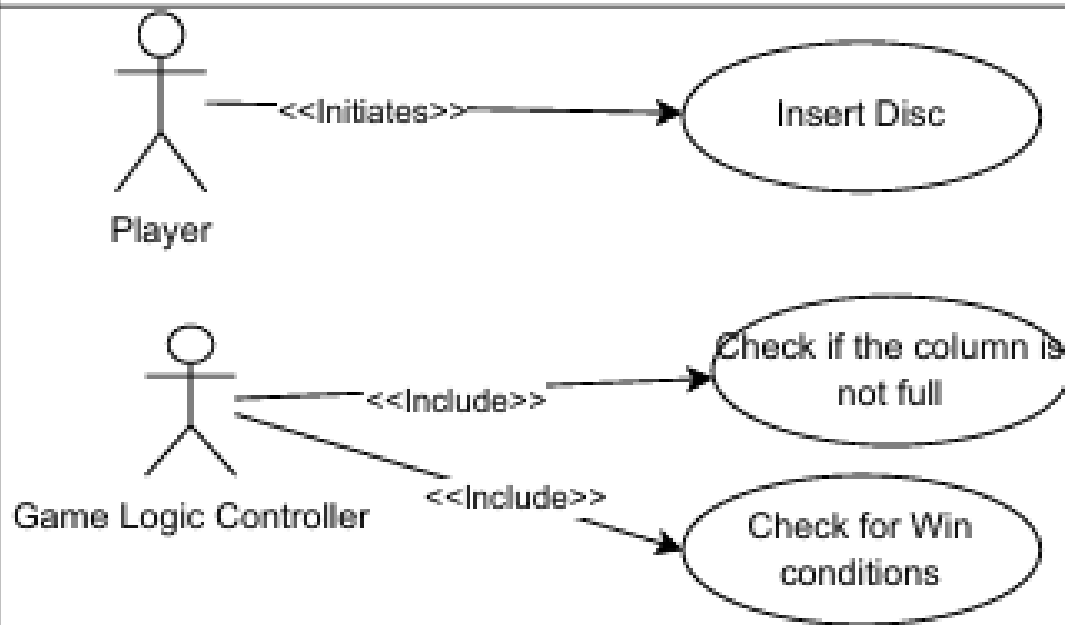 <<Initiates>>
Insert Disc
Player
Check if the column is
not full
<<Include>>
<<Include>>
Game Logic Controller
Check for Win
conditions